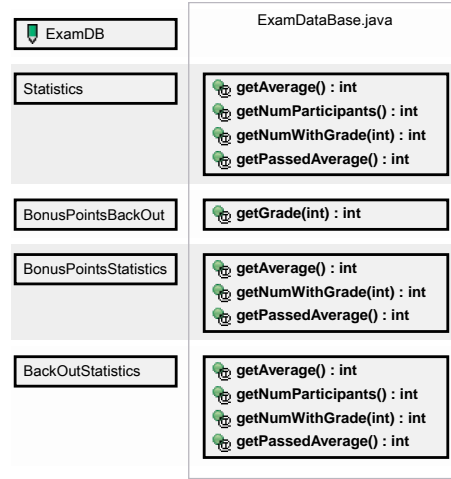 ExamDB
ExamDataBase.java
Statistics
getAverage() : int
getNumParticipants() : int
getNumWithGrade(int) : int
getPassedAverage() : int
BonusPointsBackOut
getGrade(int) : int
BonusPointsStatistics
getAverage() : int
getNumWithGrade(int) : int
getPassedAverage() : int
BackOutStatistics
getAverage() : int
getNumParticipants() : int
getNumWithGrade(int) : int
getPassedAverage() : int